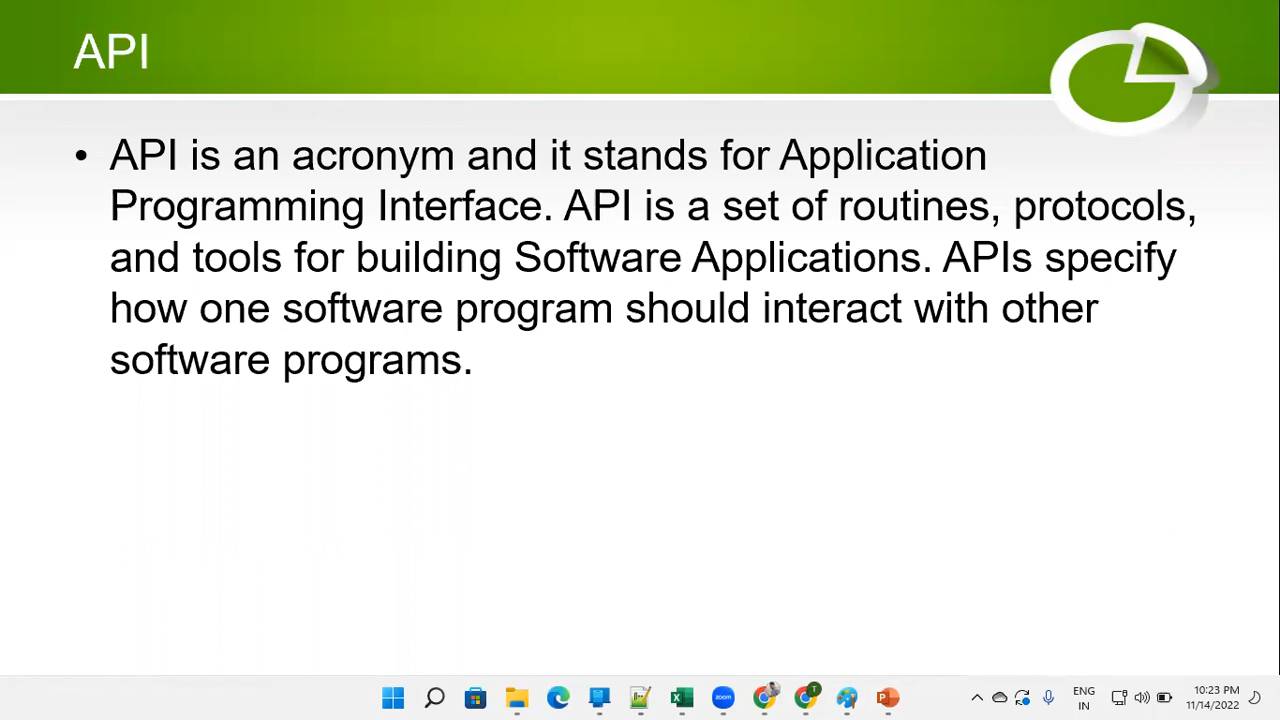 API
• API is an acronym and it stands for Application
Programming Interface. API is a set of routines, protocols,
and tools for building Software Applications. APIs specify
how one software program should interact with other
software programs.
zoom
T
ENG
IN
10:23 PM
11/14/2022